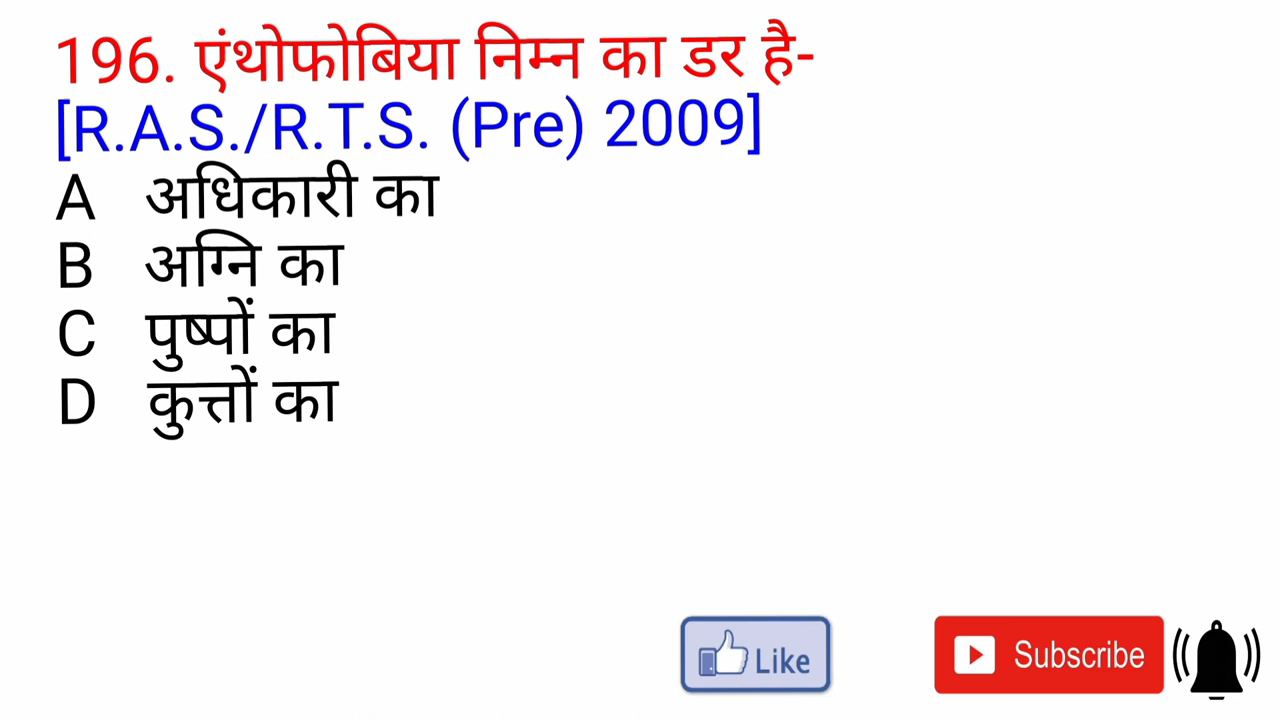 196. एंथोफोबिया निम्न का डर है-
[R.A.S./R.T.S. (Pre) 2009]
A अधिकारी का
B अग्नि का
C पुष्पों का
D कुत्तों का
Like
Subscribe